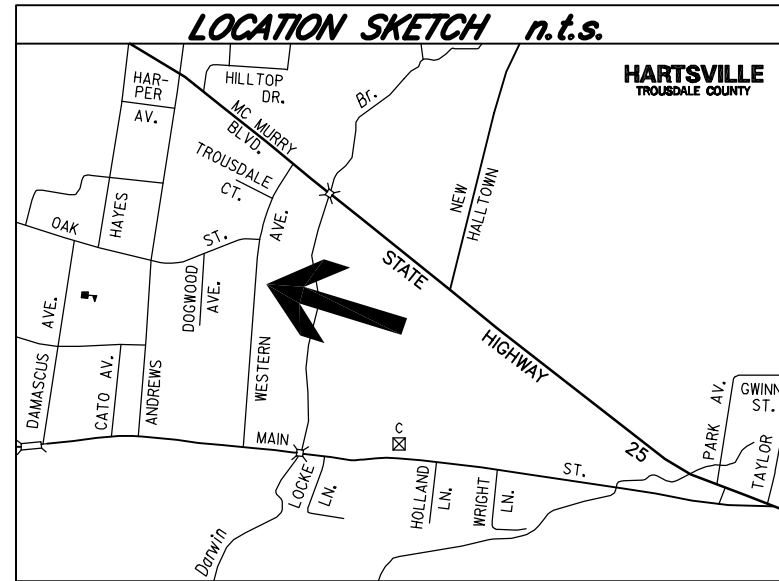 LOCATION SKETCH n.t.s.
HARTSVILLE
TROUSDALE COUNTY
HAR-
PER
AV.
HILLTOP
DR.
Br.
MC MURRY
BLVD.
TROUSDALE
CT.
NEW
HALLTOWN
HAYES
OAK
ST.
AVE.
STATE
DOGWOOD
AVE.
HIGHWAY
DAMASCUS
AVE.
CATO AV.
ANDREWS
WESTERN
PARK AV.
GWINN
ST.
TAYLOR
MAIN
C
25
ST.
LOCKE
LN.
HOLLAND
LN.
WRIGHT
LN.
Darwin